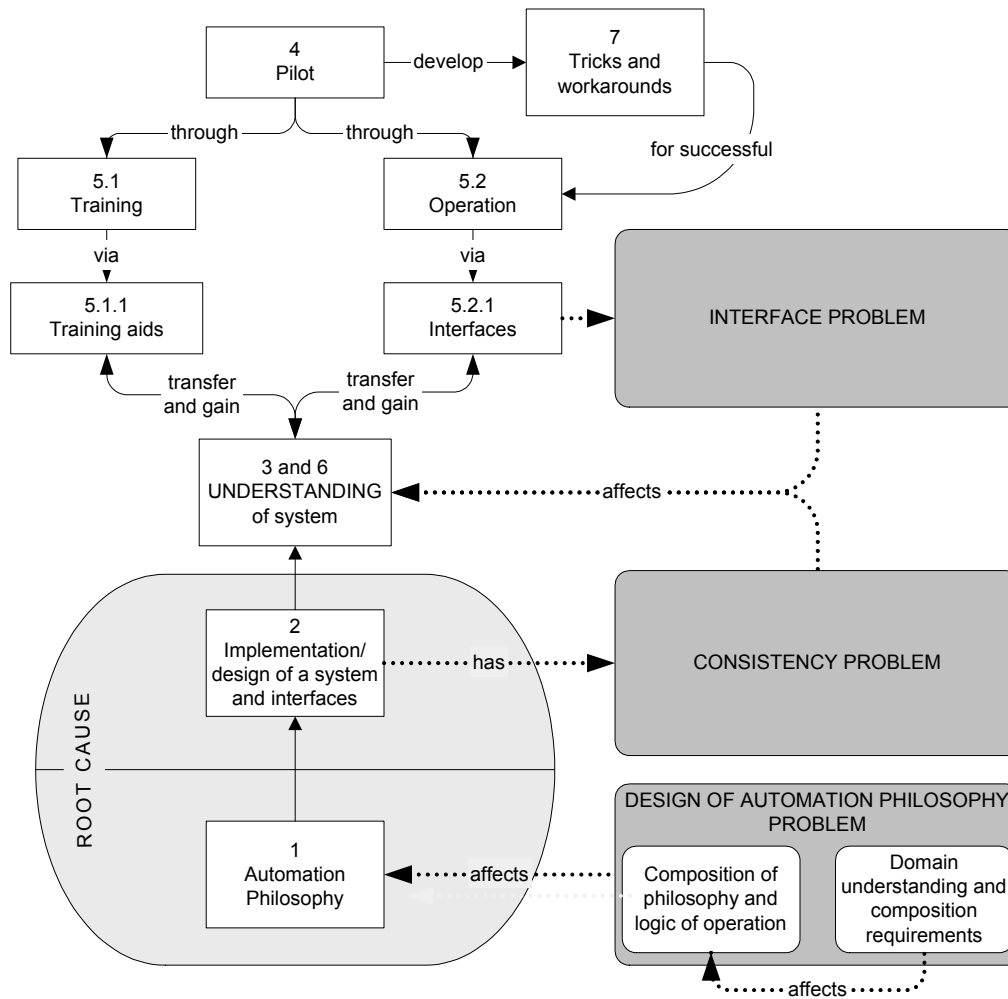 4
Pilot
develop
7
Tricks and
workarounds
through
through
for successful
5.1
Training
5.2
Operation
via
via
5.1.1
Training aids
5.2.1
Interfaces
INTERFACE PROBLEM
transfer
and gain
transfer
and gain
3 and 6
UNDERSTANDING
of system
affects
2
Implementation/
design of a system
and interfaces
has
CONSISTENCY PROBLEM
ROOT CAUSE
1
Automation
Philosophy
affects
DESIGN OF AUTOMATION PHILOSOPHY
PROBLEM
Composition of
philosophy and
logic of operation
Domain
understanding and
composition
requirements
affects